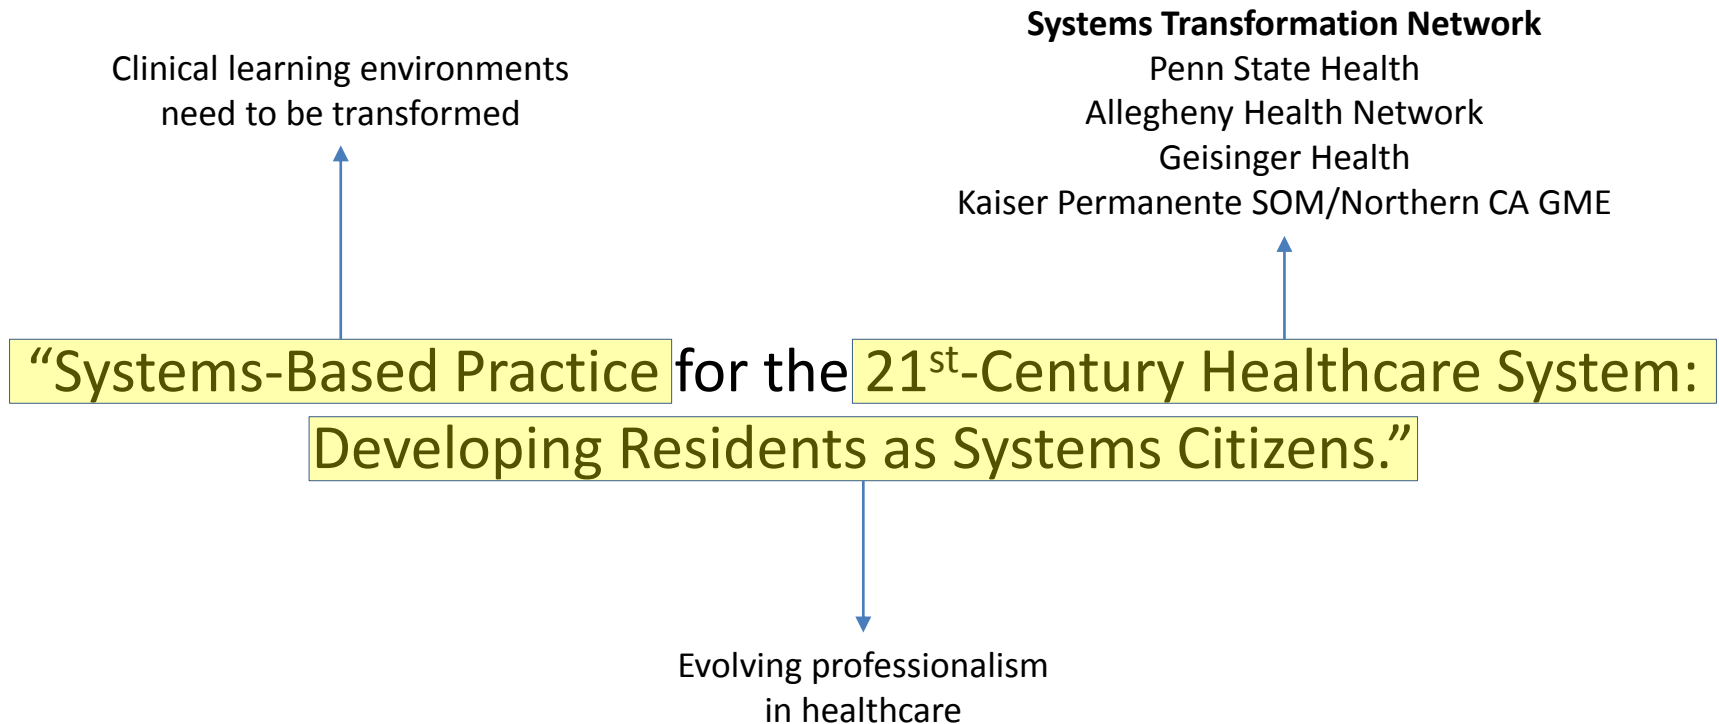 Systems Transformation Network
Penn State Health
Allegheny Health Network
Geisinger Health
Kaiser Permanente SOM/Northern CA GME
Clinical learning environments
need to be transformed
“Systems-Based Practice for the 21st-Century Healthcare System:
Developing Residents as Systems Citizens.”
Evolving professionalism
in healthcare